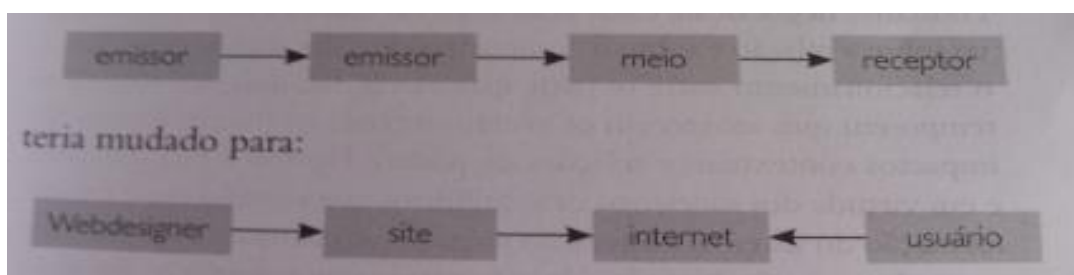 emissor emissor meio receptor
teria mudado para:
Webdesigner site internet usuário